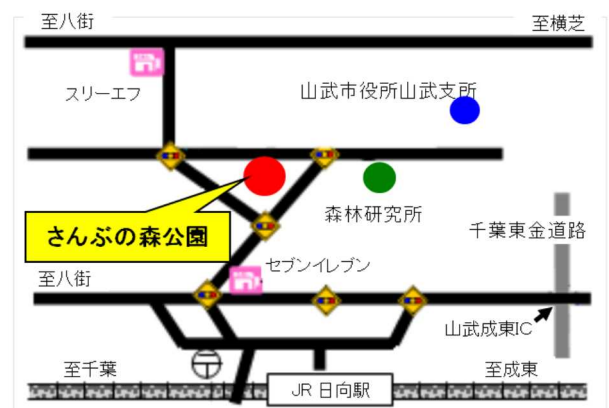 至八街
至横芝
スリーエフ
山武市役所山武支所
さんぶの森公園
森林研究所
千葉東金道路
至八街
セブンイレブン
山武成東IC
至千葉
JR 日向駅
至成東